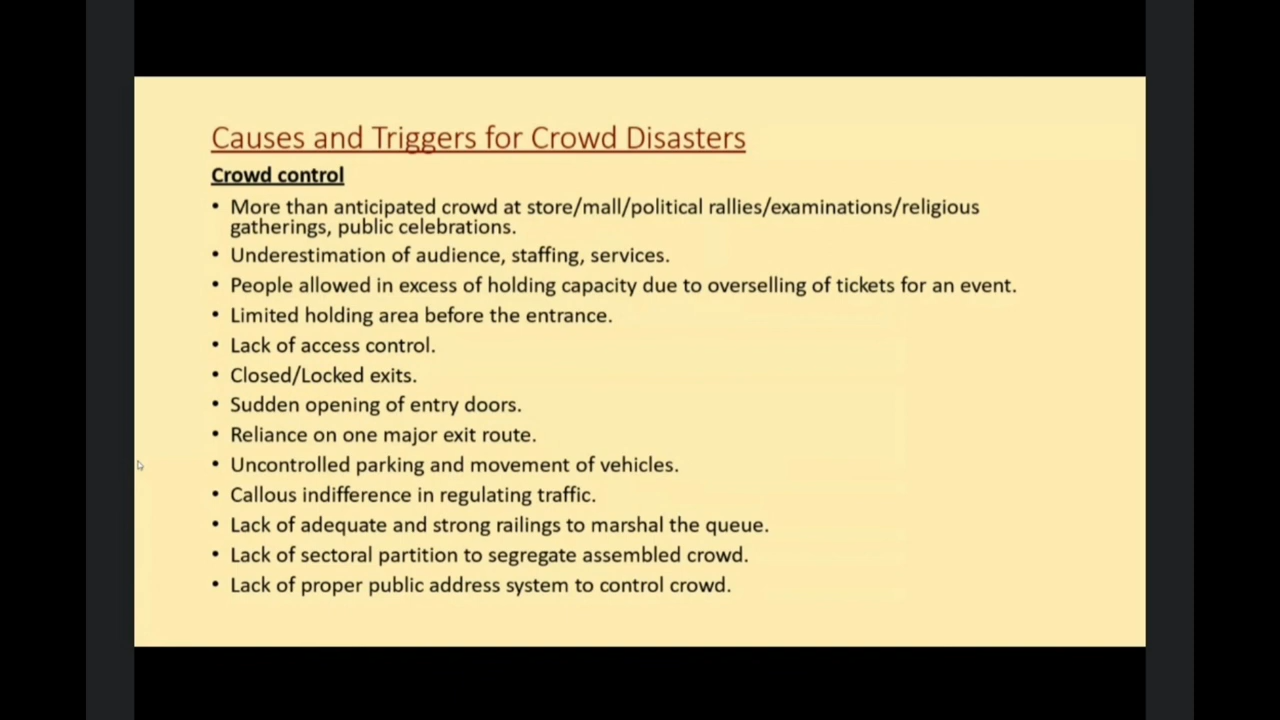 Causes and Triggers for Crowd Disasters
Crowd control
• More than anticipated crowd at store/mall/political rallies/examinations/religious
gatherings, public celebrations.
• Underestimation of audience, staffing, services.
• People allowed in excess of holding capacity due to overselling of tickets for an event.
• Limited holding area before the entrance.
• Lack of access control.
• Closed/Locked exits.
• Sudden opening of entry doors.
• Reliance on one major exit route.
• Uncontrolled parking and movement of vehicles.
• Callous indifference in regulating traffic.
• Lack of adequate and strong railings to marshal the queue.
• Lack of sectoral partition to segregate assembled crowd.
• Lack of proper public address system to control crowd.